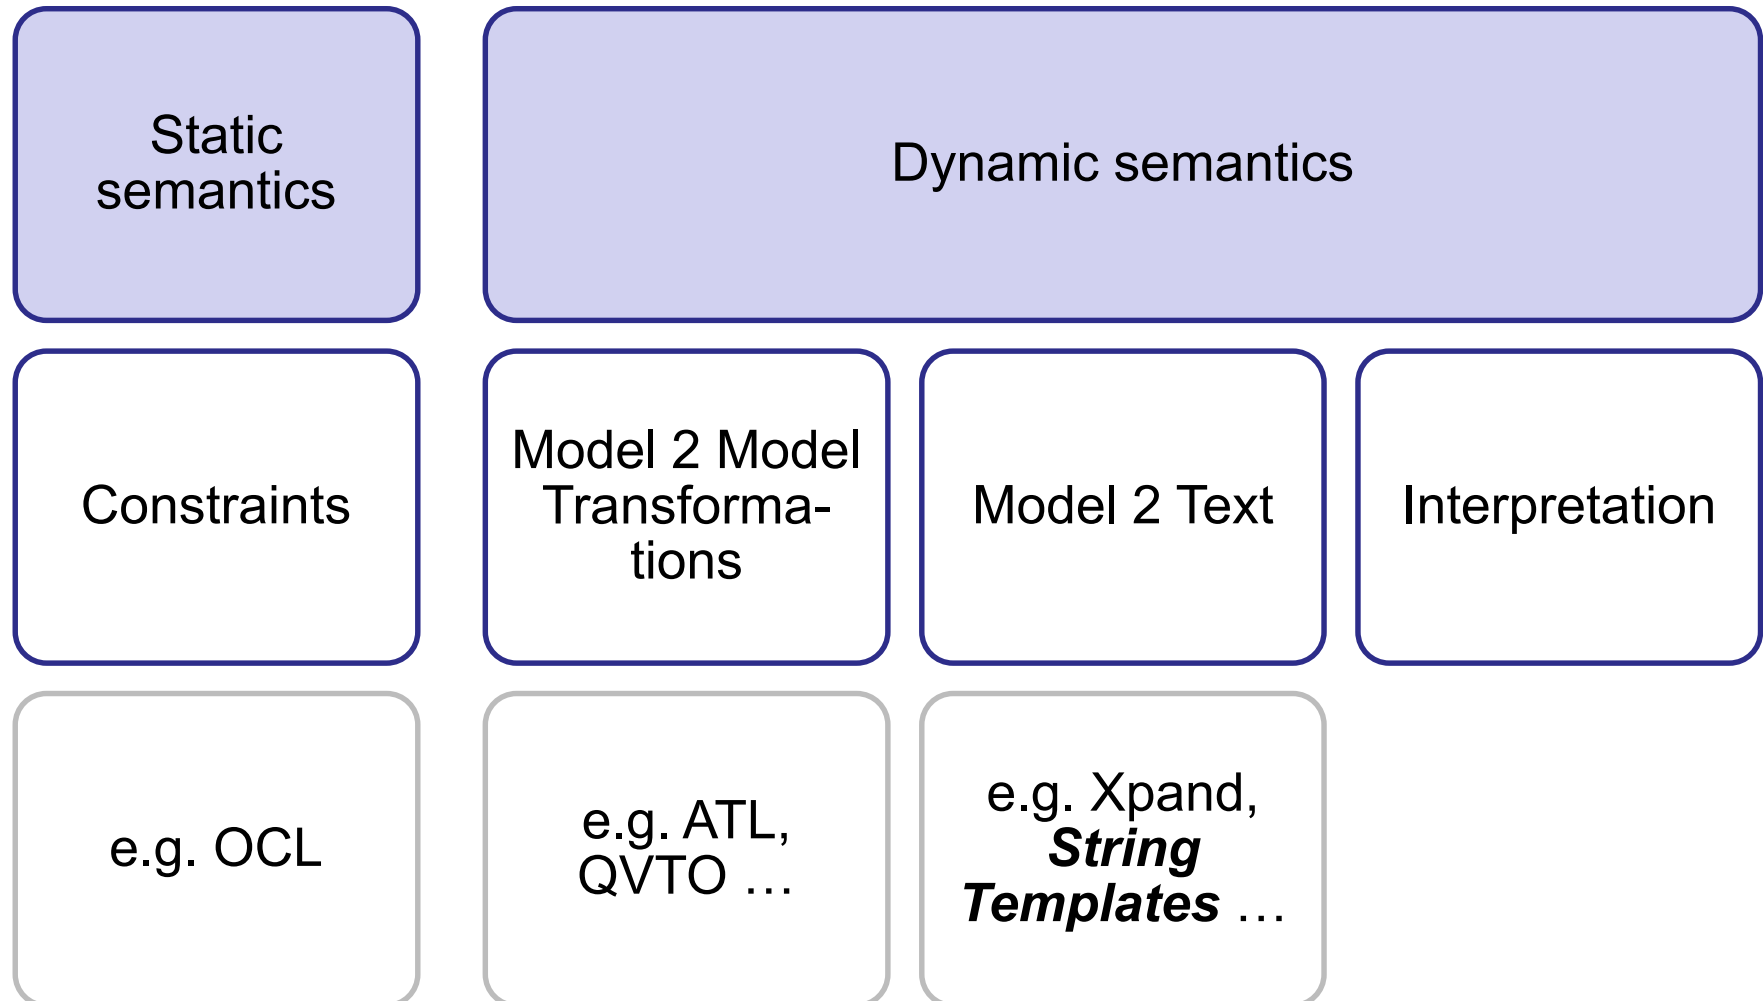 Static
semantics
Dynamic semantics
Constraints
Model 2 Model
Transforma-
tions
Model 2 Text
Interpretation
e.g. OCL
e.g. ATL,
QVTO …
e.g. Xpand,
String
Templates …